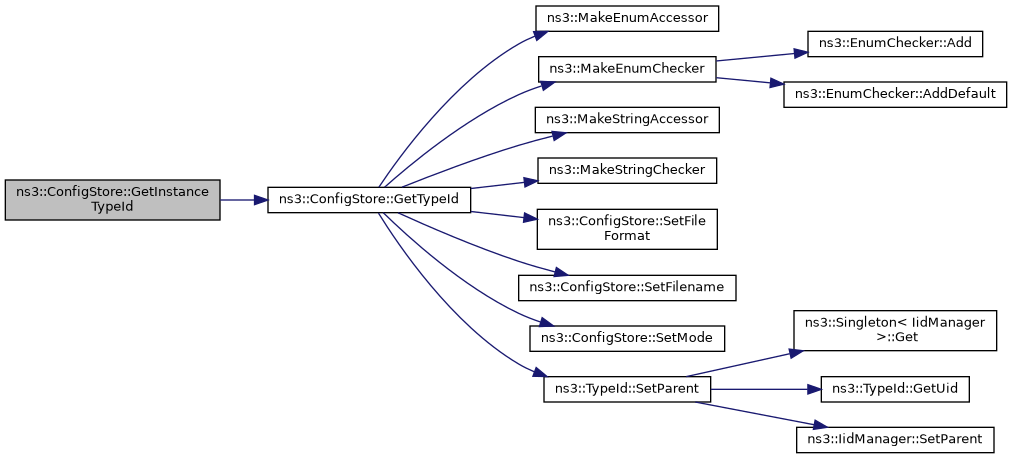 ns3::MakeEnumAccessor
ns3::EnumChecker::Add
ns3::MakeEnumChecker
ns3::EnumChecker::AddDefault
ns3::MakeStringAccessor
ns3::MakeStringChecker
ns3::ConfigStore::GetInstance
TypeId
ns3::ConfigStore::GetTypeId
ns3::ConfigStore::SetFile
Format
ns3::ConfigStore::SetFilename
ns3::Singleton< IidManager
>::Get
ns3::ConfigStore::SetMode
ns3::TypeId::SetParent
ns3::TypeId::GetUid
ns3::IidManager::SetParent